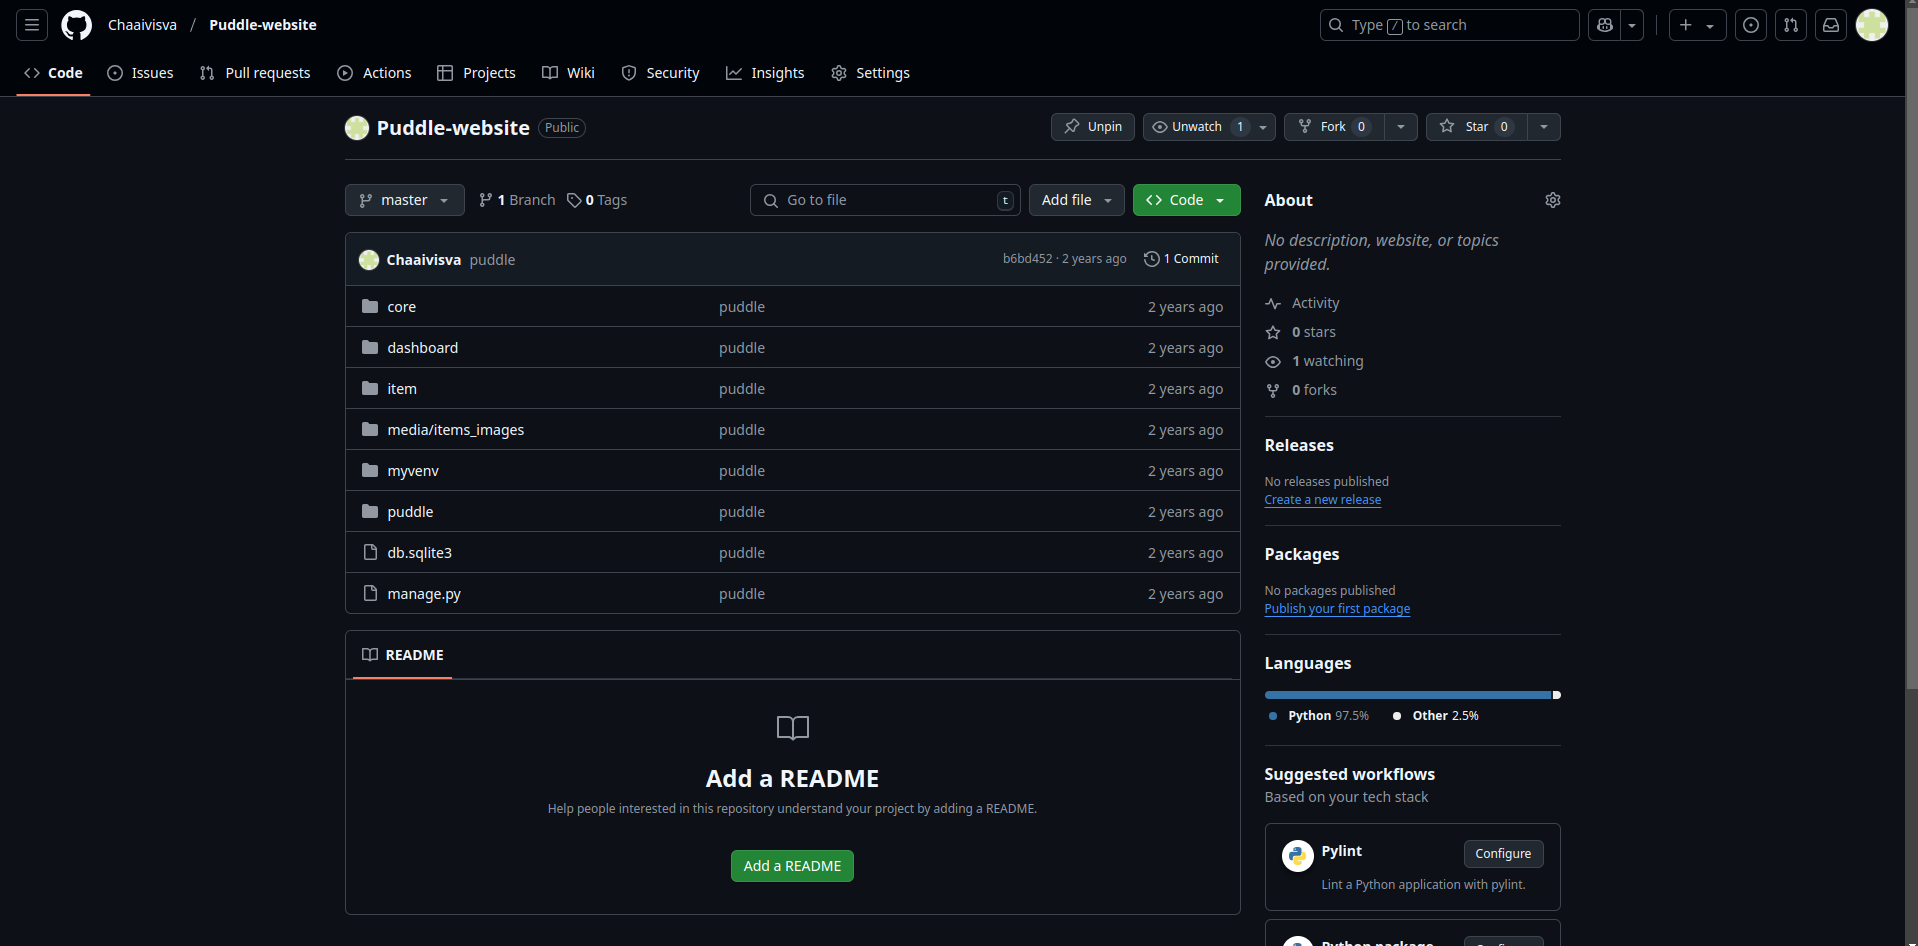 Chaaivisva / Puddle-website
Type / to search
Code Issues Pull requests Actions Projects Wiki Security Insights Settings
Puddle-website Public
Unpin Unwatch 1 Fork 0 Star 0
master 1 Branch 0 Tags
Go to file t Add file Code
Chaaivisva puddle b6bd452 · 2 years ago 1 Commit
core puddle 2 years ago
dashboard puddle 2 years ago
item puddle 2 years ago
media/items_images puddle 2 years ago
myvenv puddle 2 years ago
puddle puddle 2 years ago
db.sqlite3 puddle 2 years ago
manage.py puddle 2 years ago
README
Add a README
Help people interested in this repository understand your project by adding a README.
Add a README
About
No description, website, or topics
provided.
Activity
0 stars
1 watching
0 forks
Releases
No releases published
Create a new release
Packages
No packages published
Publish your first package
Languages
Python 97.5% Other 2.5%
Suggested workflows
Based on your tech stack
Pylint Configure
Lint a Python application with pylint.
Python package Configure